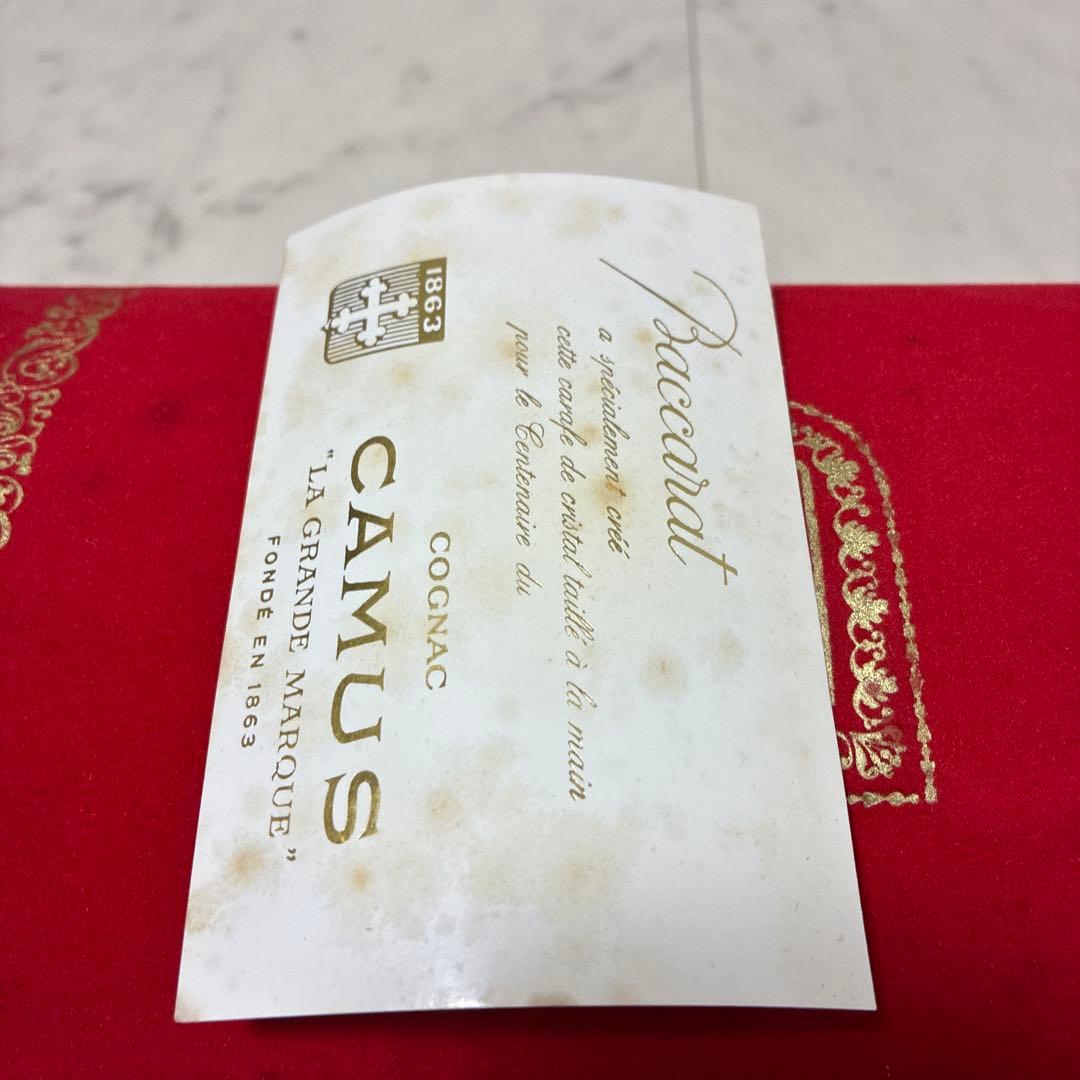 Baccarat
a spécialement créé
cette carafe de cristal taillé à la main
pour le Centenaire du
COGNAC
CAMUS
"LA GRANDE MARQUE"
FONDÉ EN 1863
1863